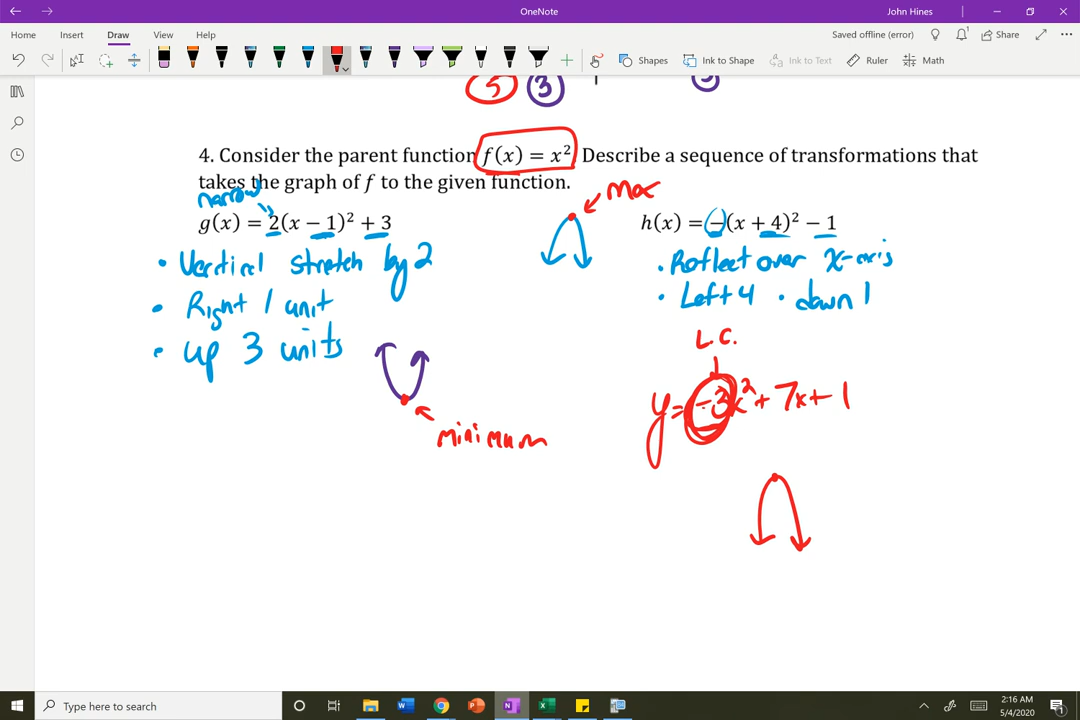 OneNote
John Hines
Home Insert Draw View Help
Saved offline (error)
Share
Shapes Ink to Shape Ink to Text Ruler Math
5 3
4. Consider the parent function f(x) = x² Describe a sequence of transformations that
takes the graph of f to the given function.
narrow
max
g(x) = 2(x − 1)² + 3
h(x) = −(x + 4)² − 1
• Vertical stretch by 2
• Right 1 unit
• up 3 units
• Reflect over x-axis
• Left 4 • down 1
L.C.
y = -3x² + 7x + 1
minimum
Type here to search
2:16 AM
5/4/2020